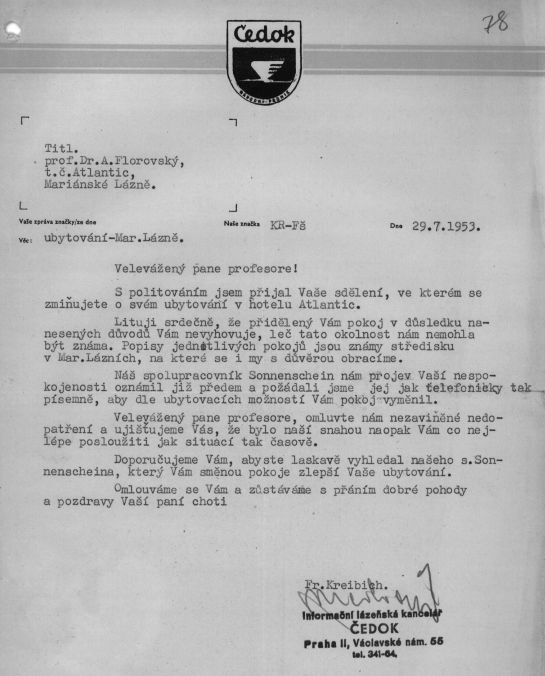 78
Čedok
NÁRODNÍ PODNIK
Titl.
prof.Dr.A.Florovský,
t.č.Atlantic,
Mariánské Lázně.
Vaše zpráva značky/ze dne
Naše značka KR-Fš
Dne 29.7.1953.
Věc: ubytování-Mar.Lázně.
Velevážený pane profesore!
S politováním jsem přijal Vaše sdělení, ve kterém se
zmiňujete o svém ubytování v hotelu Atlantic.
Lituji srdečně, že přidělený Vám pokoj v důsledku na-
nesených důvodů Vám nevyhovuje, leč tato okolnost nám nemohla
být známa. Popisy jednotlivých pokojů jsou známy středisku
v Mar.Lázních, na které se i my s důvěrou obracíme.
Náš spolupracovník Sonnenschein nám projev Vaší nespo-
kojenosti oznámil již předem a požádali jsme jej jak telefonicky tak
písemně, aby dle ubytovacích možností Vám pokoj vyměnil.
Velevážený pane profesore, omluvte nám nezaviněné nedo-
patření a ujišťujeme Vás, že bylo naší snahou naopak Vám co nej-
lépe posloužiti jak situací tak časově.
Doporučujeme Vám, abyste laskavě vyhledal našeho s.Son-
nenscheina, který Vám směnou pokoje zlepší Vaše ubytování.
Omlouváme se Vám a zůstáváme s přáním dobré pohody
a pozdravy Vaší paní choti
Fr.Kreibich.
Informační lázeňská kancelář
ČEDOK
Praha II, Václavské nám. 55
tel. 341-64.